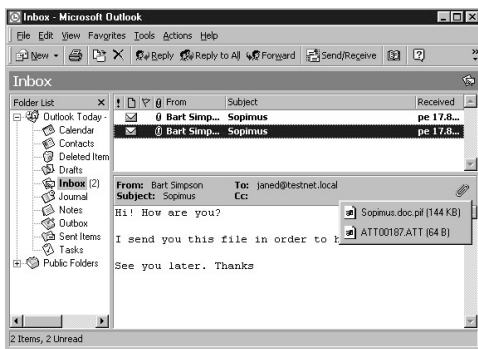 Inbox - Microsoft Outlook
File Edit View Favorites Tools Actions Help
New Reply Reply to All Forward Send/Receive
Inbox
Folder List
Outlook Today -
Calendar
Contacts
Deleted Item
Drafts
Inbox (2)
Journal
Notes
Outbox
Sent Items
Tasks
Public Folders
From Subject Received
Bart Simp... Sopimus pe 17.8...
Bart Simp... Sopimus pe 17.8...
From: Bart Simpson To: janed@testnet.local
Subject: Sopimus Cc:
Sopimus.doc.pif (144 KB)
ATT00187.ATT (64 B)
Hi! How are you?
I send you this file in order to h
See you later. Thanks
2 Items, 2 Unread